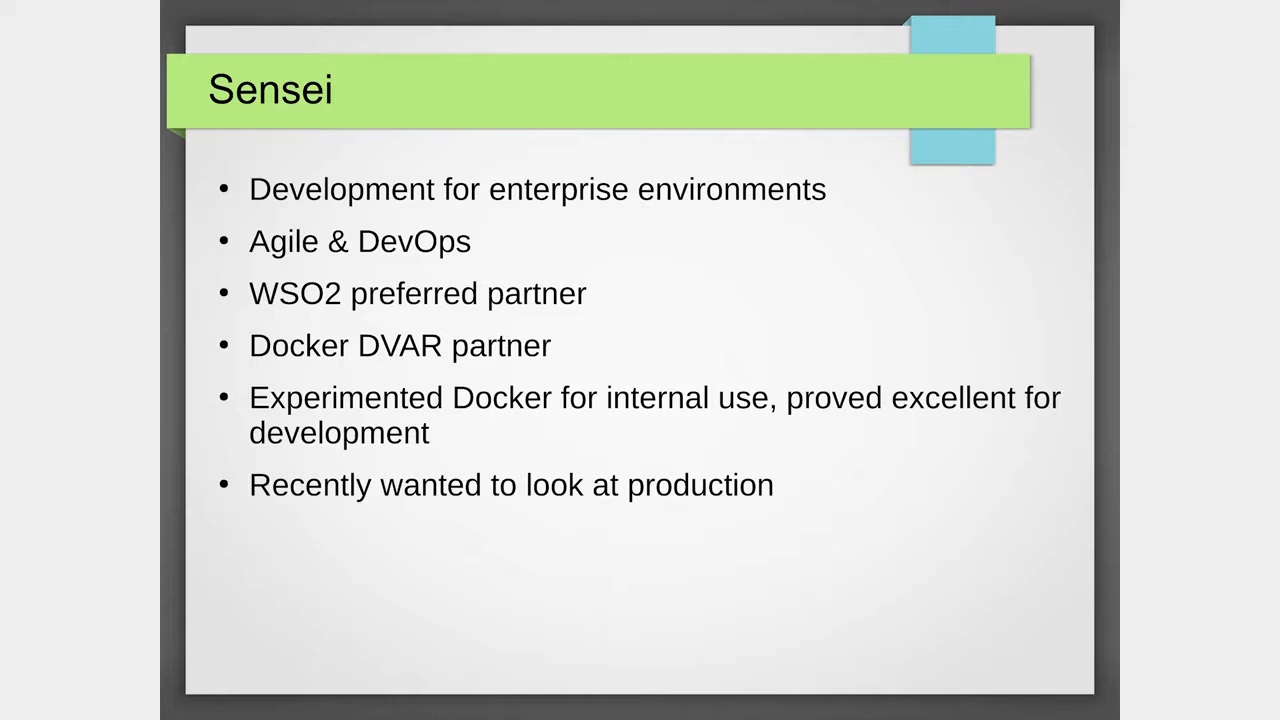 Sensei
• Development for enterprise environments
• Agile & DevOps
• WSO2 preferred partner
• Docker DVAR partner
• Experimented Docker for internal use, proved excellent for
development
• Recently wanted to look at production